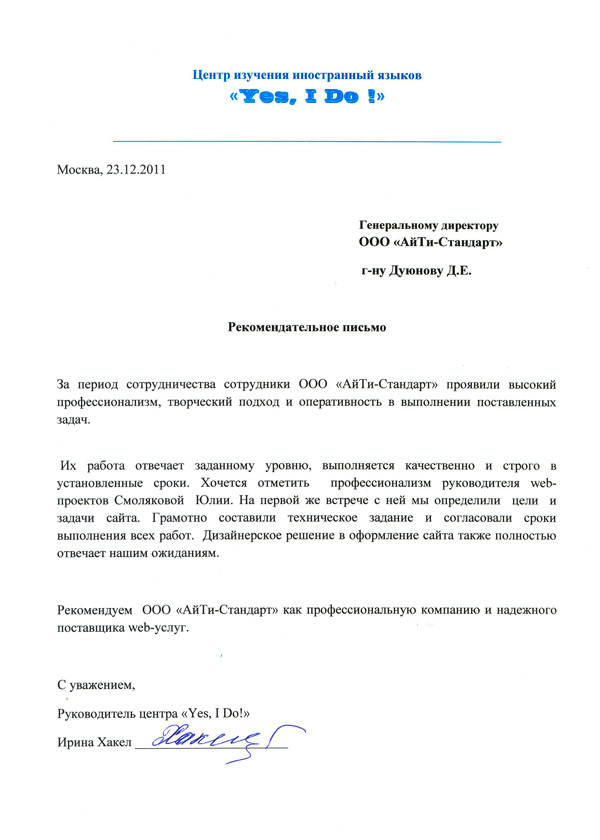 Центр изучения иностранный языков
«Yes, I Do !»
Москва, 23.12.2011
Генеральному директору
ООО «АйТи-Стандарт»
г-ну Дуюнову Д.Е.
Рекомендательное письмо
За период сотрудничества сотрудники ООО «АйТи-Стандарт» проявили высокий
профессионализм, творческий подход и оперативность в выполнении поставленных
задач.
Их работа отвечает заданному уровню, выполняется качественно и строго в
установленные сроки. Хочется отметить профессионализм руководителя web-
проектов Смоляковой Юлии. На первой же встрече с ней мы определили цели и
задачи сайта. Грамотно составили техническое задание и согласовали сроки
выполнения всех работ. Дизайнерское решение в оформление сайта также полностью
отвечает нашим ожиданиям.
Рекомендуем ООО «АйТи-Стандарт» как профессиональную компанию и надежного
поставщика web-услуг.
С уважением,
Руководитель центра «Yes, I Do!»
Ирина Хакел Хакел